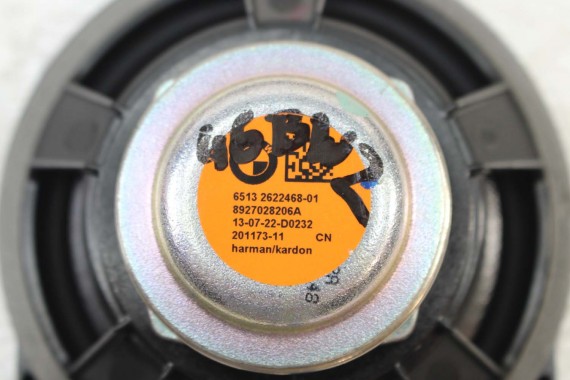 6513 2622468-01
8927028206A
13-07-22-D0232
201173-11 CN
harman/kardon